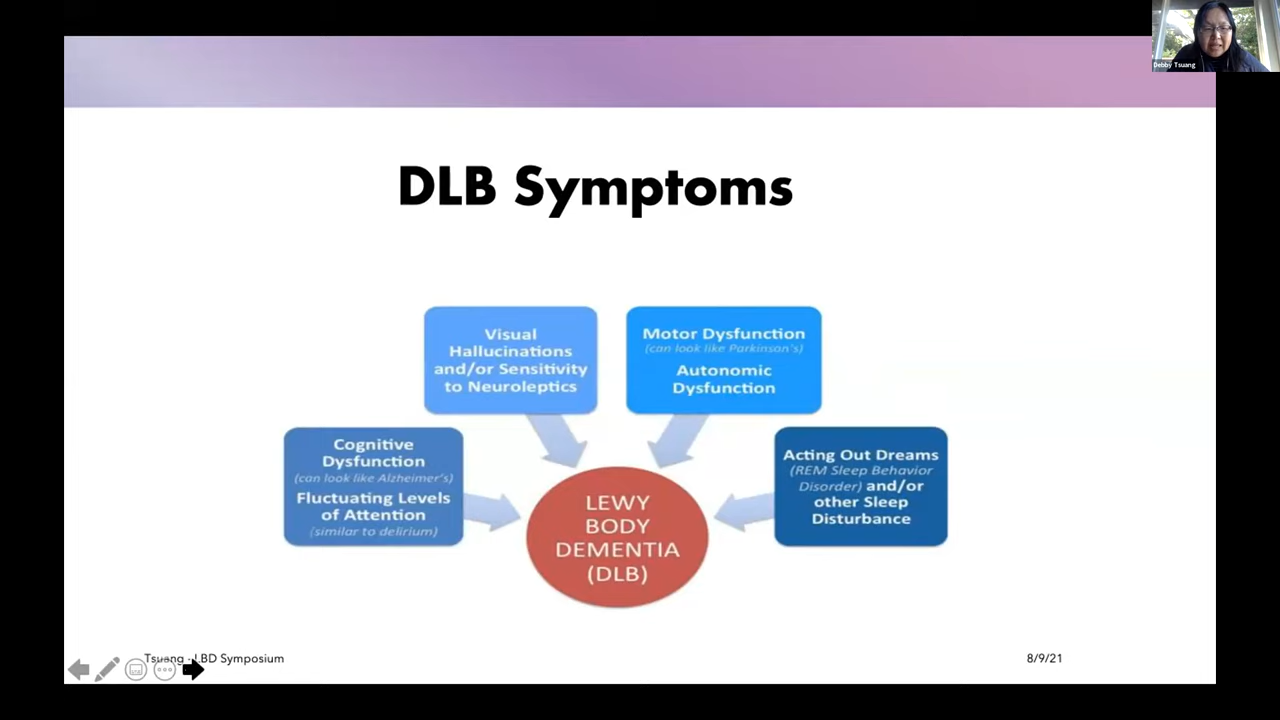 Debby Tsuang
DLB Symptoms
Visual
Hallucinations
and/or Sensitivity
to Neuroleptics
Motor Dysfunction
(can look like Parkinson's)
Autonomic
Dysfunction
Cognitive
Dysfunction
(can look like Alzheimer's)
Fluctuating Levels
of Attention
(similar to delirium)
Acting Out Dreams
(REM Sleep Behavior
Disorder) and/or
other Sleep
Disturbance
LEWY
BODY
DEMENTIA
(DLB)
Tsuang - LBD Symposium
8/9/21